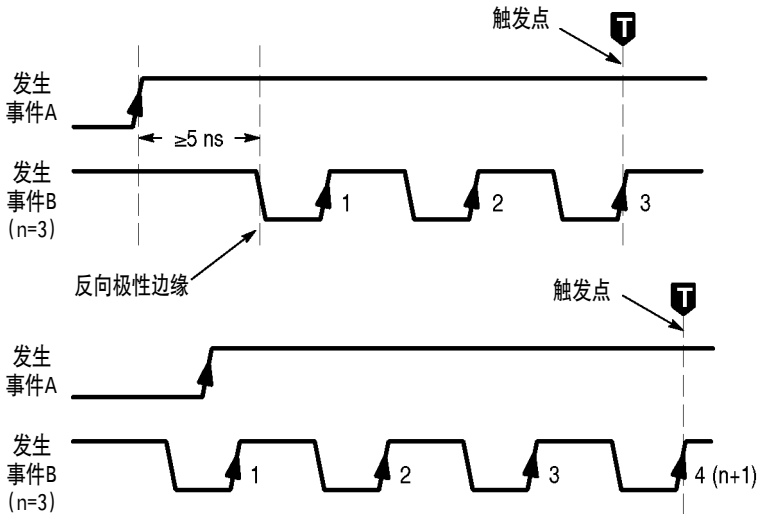 触发点
T
发生
事件A
≥5 ns
发生
事件B
(n=3)
1
2
3
反向极性边缘
触发点
T
发生
事件A
发生
事件B
(n=3)
1
2
3
4 (n+1)